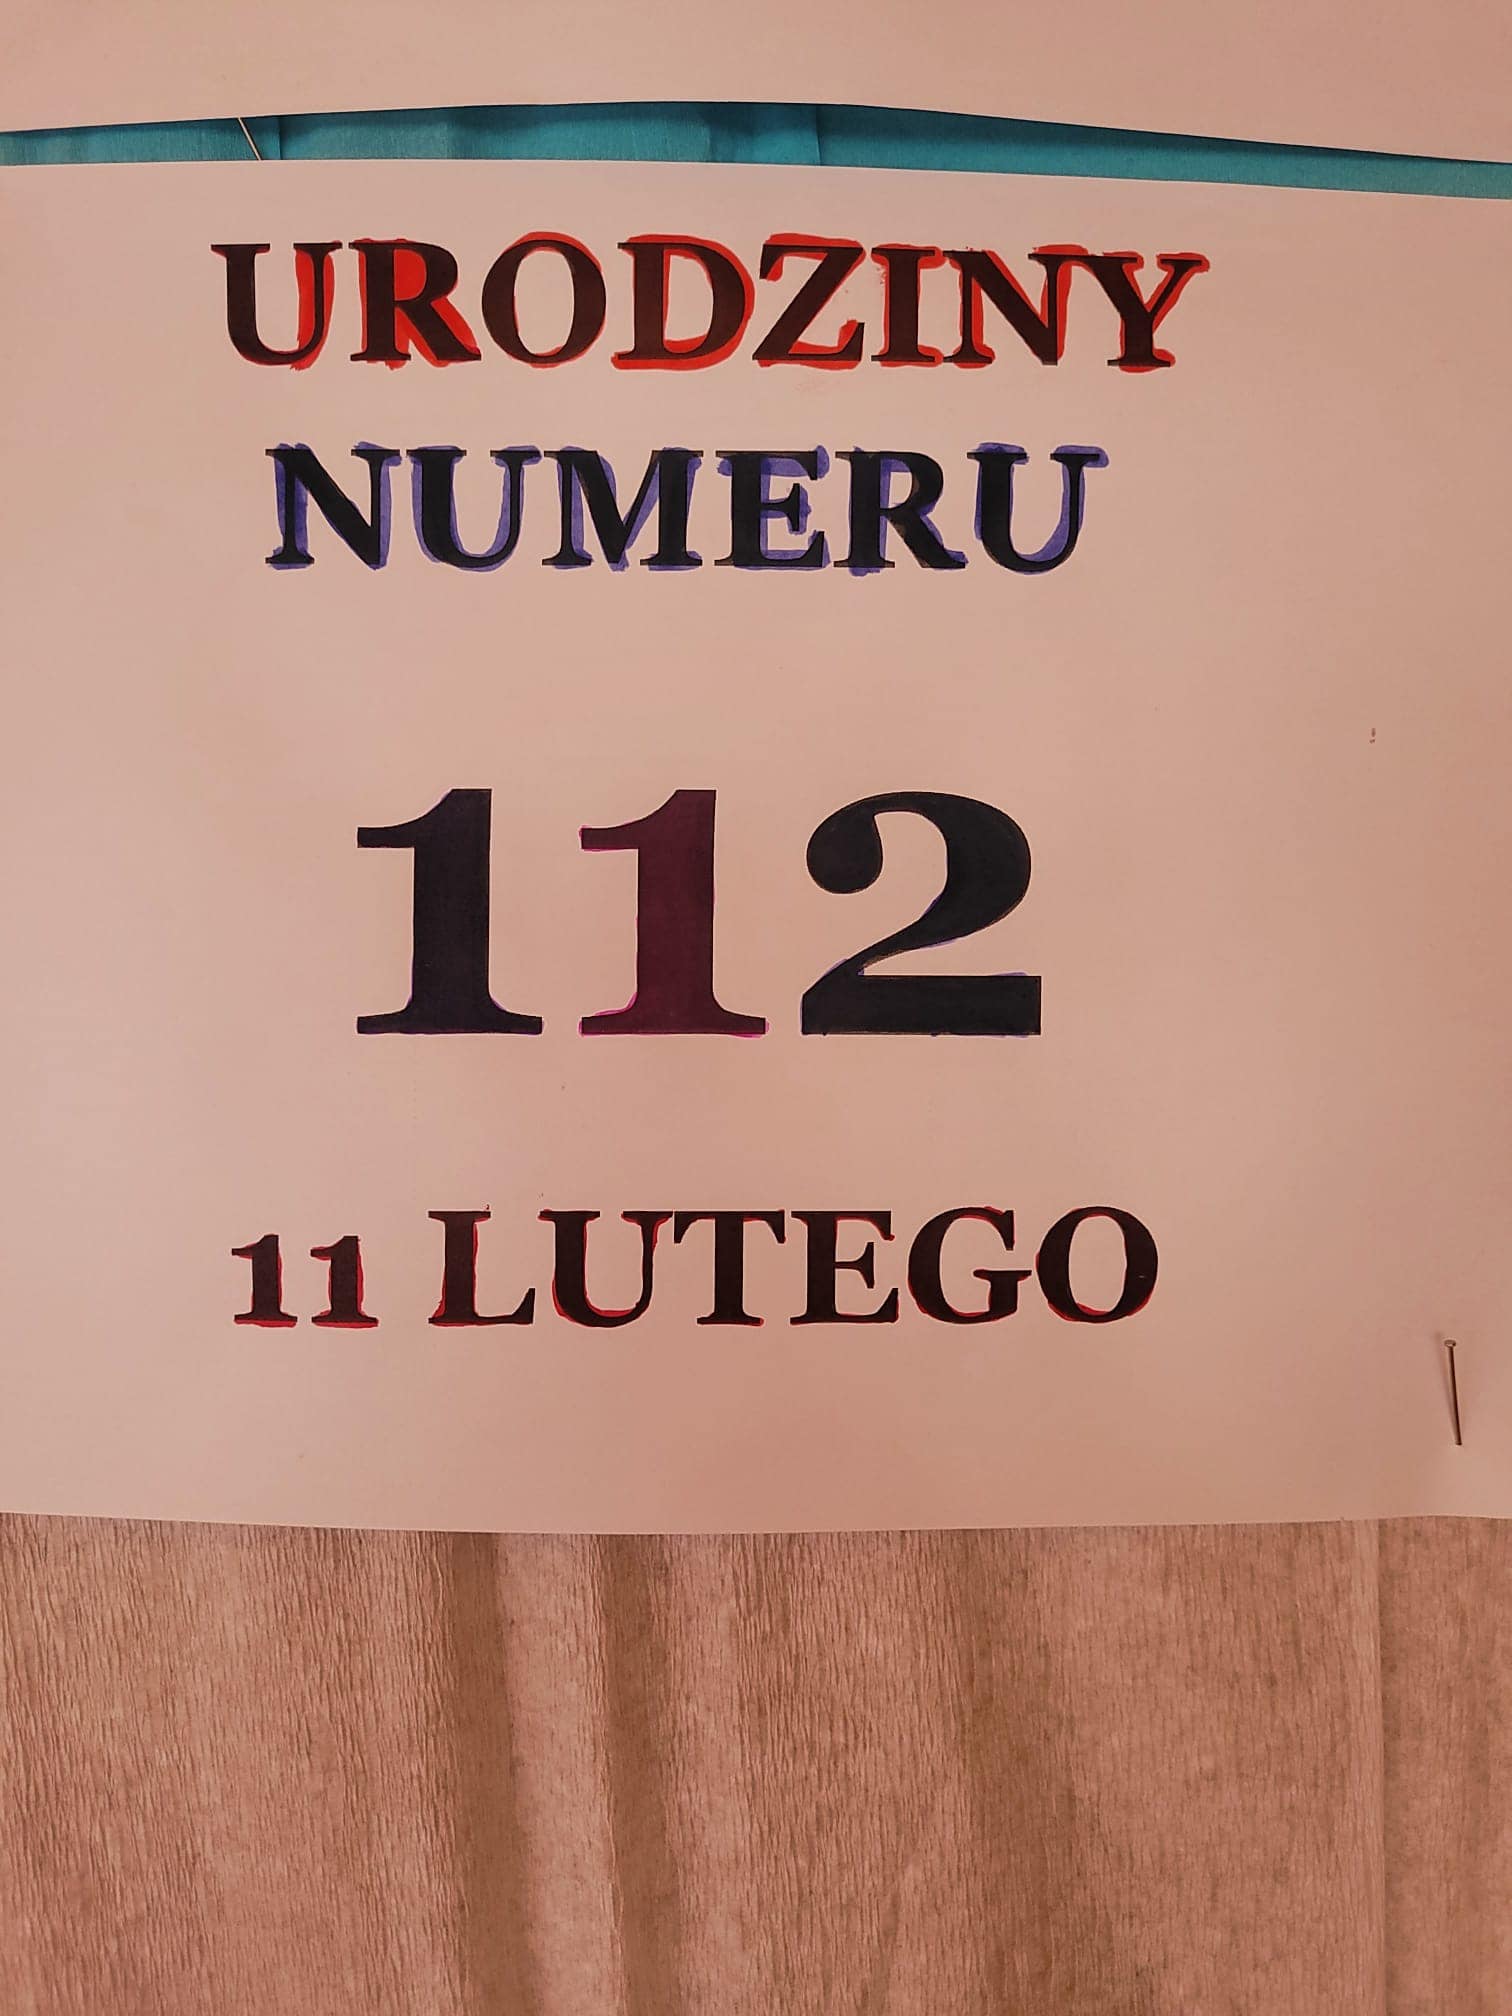 URODZINY
NUMERU
112
11 LUTEGO